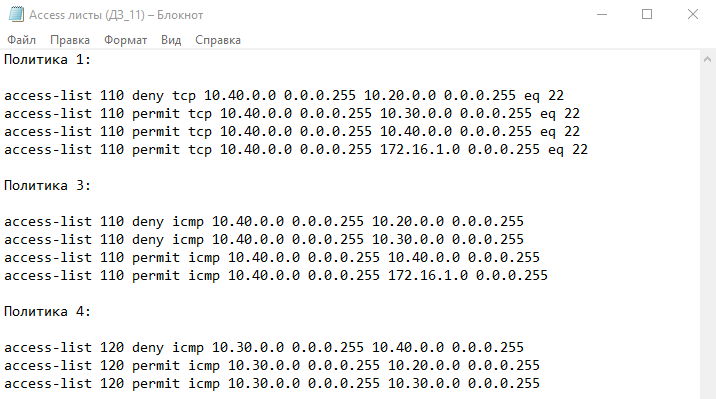 Access листы (ДЗ_11) – Блокнот
Файл Правка Формат Вид Справка
Политика 1:
access-list 110 deny tcp 10.40.0.0 0.0.0.255 10.20.0.0 0.0.0.255 eq 22
access-list 110 permit tcp 10.40.0.0 0.0.0.255 10.30.0.0 0.0.0.255 eq 22
access-list 110 permit tcp 10.40.0.0 0.0.0.255 10.40.0.0 0.0.0.255 eq 22
access-list 110 permit tcp 10.40.0.0 0.0.0.255 172.16.1.0 0.0.0.255 eq 22
Политика 3:
access-list 110 deny icmp 10.40.0.0 0.0.0.255 10.20.0.0 0.0.0.255
access-list 110 deny icmp 10.40.0.0 0.0.0.255 10.30.0.0 0.0.0.255
access-list 110 permit icmp 10.40.0.0 0.0.0.255 10.40.0.0 0.0.0.255
access-list 110 permit icmp 10.40.0.0 0.0.0.255 172.16.1.0 0.0.0.255
Политика 4:
access-list 120 deny icmp 10.30.0.0 0.0.0.255 10.40.0.0 0.0.0.255
access-list 120 permit icmp 10.30.0.0 0.0.0.255 10.20.0.0 0.0.0.255
access-list 120 permit icmp 10.30.0.0 0.0.0.255 10.30.0.0 0.0.0.255